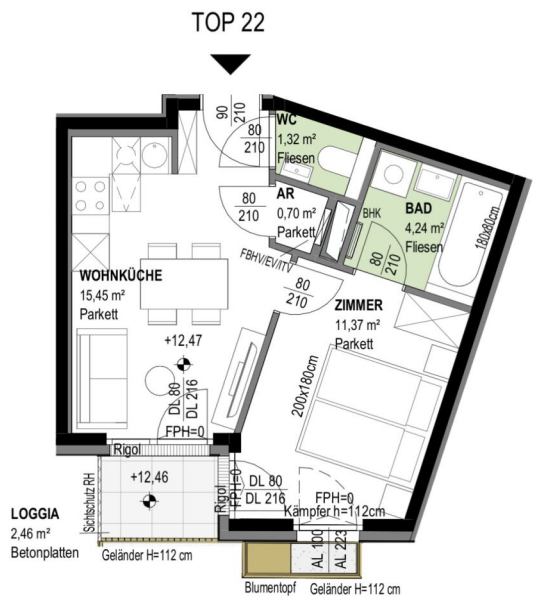 TOP 22
90
210
WC
1,32 m²
Fliesen
80
210
AR
0,70 m²
Parkett
80
210
BHK
BAD
4,24 m²
Fliesen
180x80cm
80
210
FBHV/EV/ITV
WOHNKÜCHE
15,45 m²
Parkett
80
210
ZIMMER
11,37 m²
Parkett
+12,47
200x180cm
DL 80
DL 216
FPH=0
Rigol
Sichtschutz RH
+12,46
Rigol
FPH=0
DL 80
DL 216
FPH=0
Kämpfer h=112cm
LOGGIA
2,46 m²
Betonplatten
Geländer H=112 cm
AL 100
AL 223
Blumentopf
Geländer H=112 cm